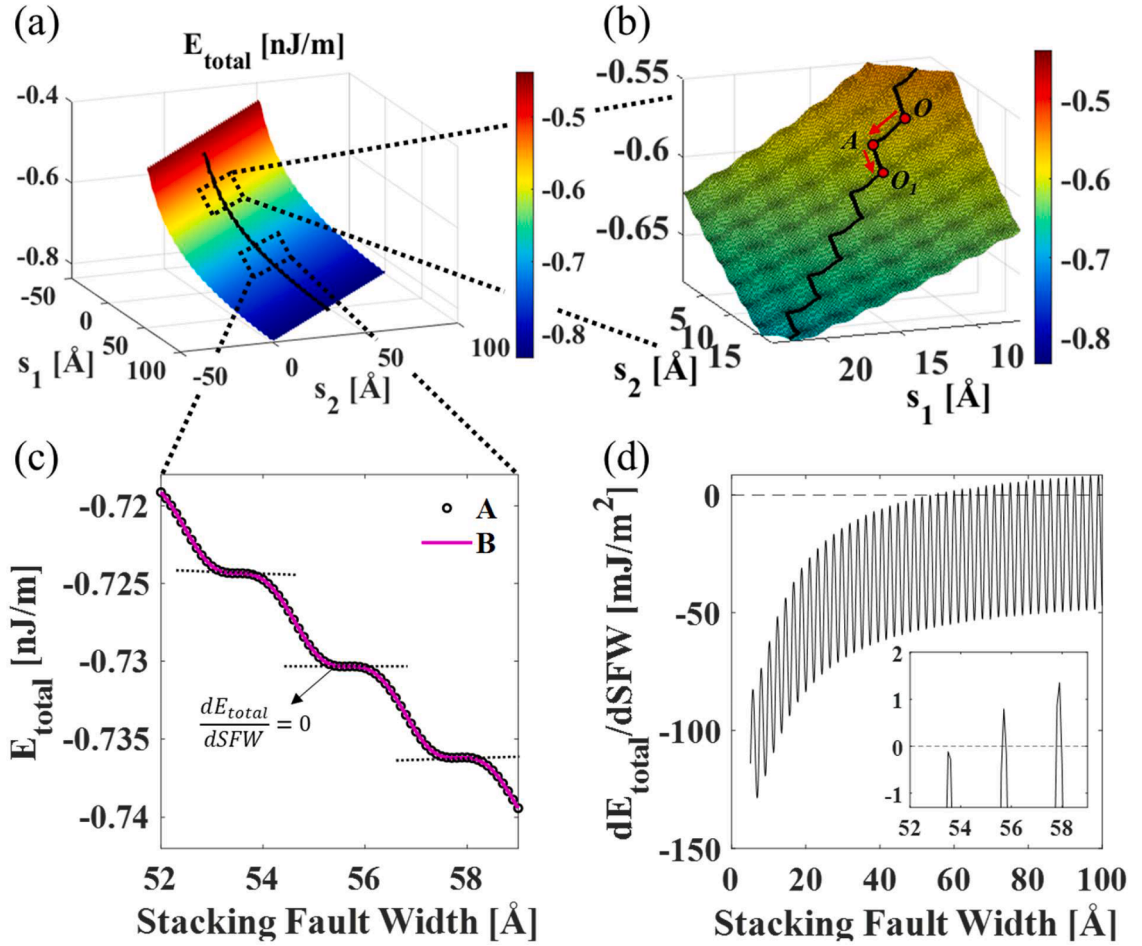 (a)
E_total [nJ/m]
-0.4
-0.6
-0.8
-50
0
50
100
s_1 [Å]
-50
0
50
100
s_2 [Å]
-0.5
-0.6
-0.7
-0.8
(b)
-0.55
-0.6
-0.65
O
A
O_1
5
10
15
s_2 [Å]
20
15
10
s_1 [Å]
-0.5
-0.6
-0.7
-0.8
(c)
E_total [nJ/m]
-0.72
-0.725
-0.73
-0.735
-0.74
A
B
dE_total/dSFW = 0
52 54 56 58
Stacking Fault Width [Å]
(d)
dE_total/dSFW [mJ/m^2]
0
-50
-100
-150
2
1
0
-1
52 54 56 58
0 20 40 60 80 100
Stacking Fault Width [Å]